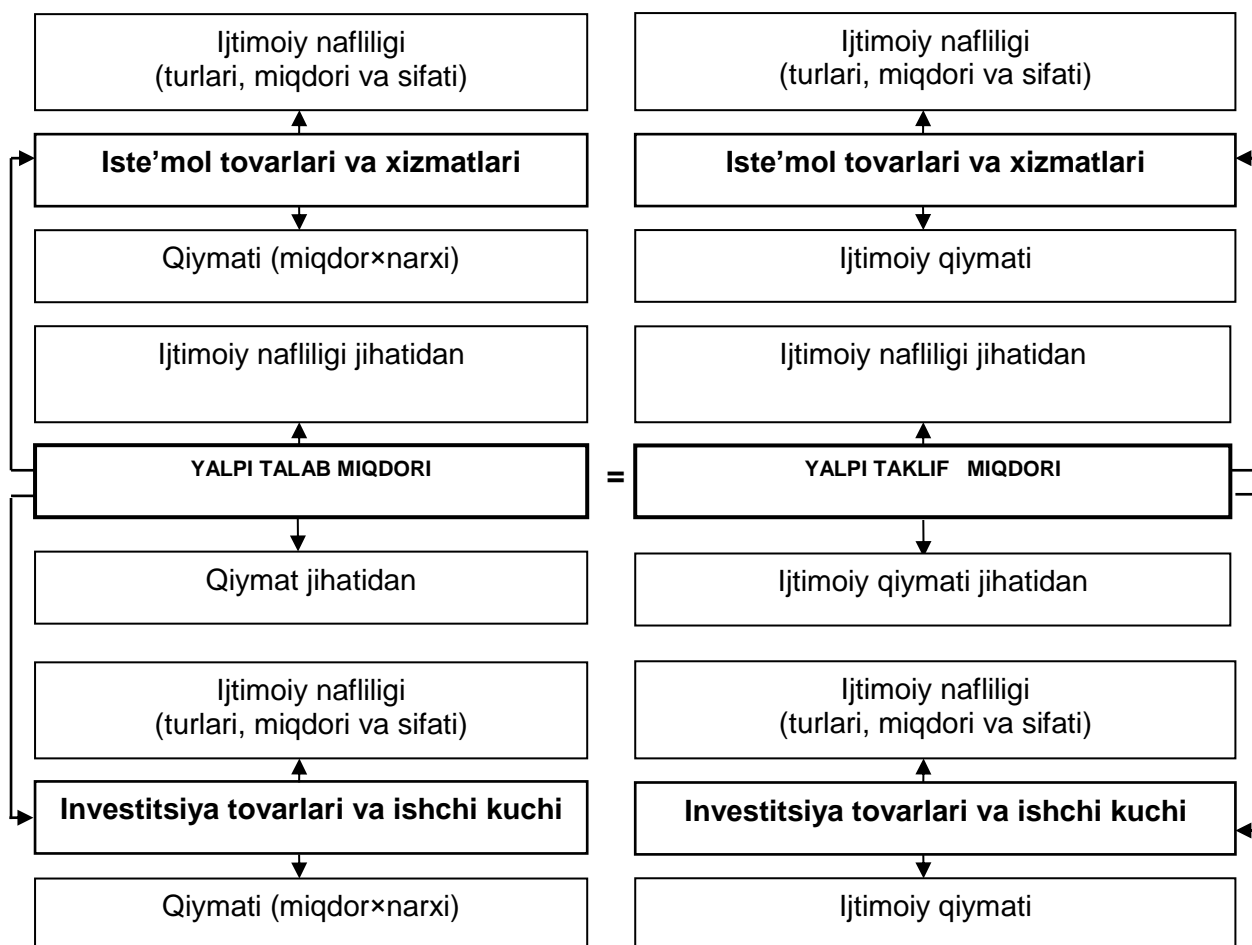 Ijtimoiy nafliligi
(turlari, miqdori va sifati)
Iste’mol tovarlari va xizmatlari
Qiymati (miqdor×narxi)
Ijtimoiy nafliligi jihatidan
YALPI TALAB MIQDORI
Qiymat jihatidan
Ijtimoiy nafliligi
(turlari, miqdori va sifati)
Investitsiya tovarlari va ishchi kuchi
Qiymati (miqdor×narxi)
=
Ijtimoiy nafliligi
(turlari, miqdori va sifati)
Iste’mol tovarlari va xizmatlari
Ijtimoiy qiymati
Ijtimoiy nafliligi jihatidan
YALPI TAKLIF MIQDORI
Ijtimoiy qiymati jihatidan
Ijtimoiy nafliligi
(turlari, miqdori va sifati)
Investitsiya tovarlari va ishchi kuchi
Ijtimoiy qiymati